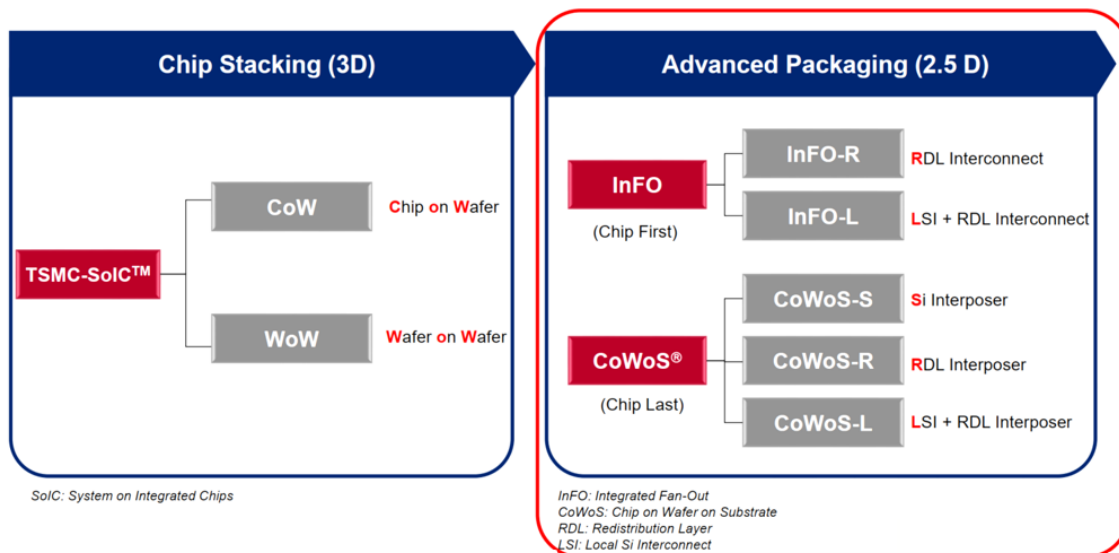 Chip Stacking (3D)
TSMC-SoIC™
CoW
Chip on Wafer
WoW
Wafer on Wafer
SoIC: System on Integrated Chips
Advanced Packaging (2.5 D)
InFO
(Chip First)
InFO-R
RDL Interconnect
InFO-L
LSI + RDL Interconnect
CoWoS®
(Chip Last)
CoWoS-S
Si Interposer
CoWoS-R
RDL Interposer
CoWoS-L
LSI + RDL Interposer
InFO: Integrated Fan-Out
CoWoS: Chip on Wafer on Substrate
RDL: Redistribution Layer
LSI: Local Si Interconnect